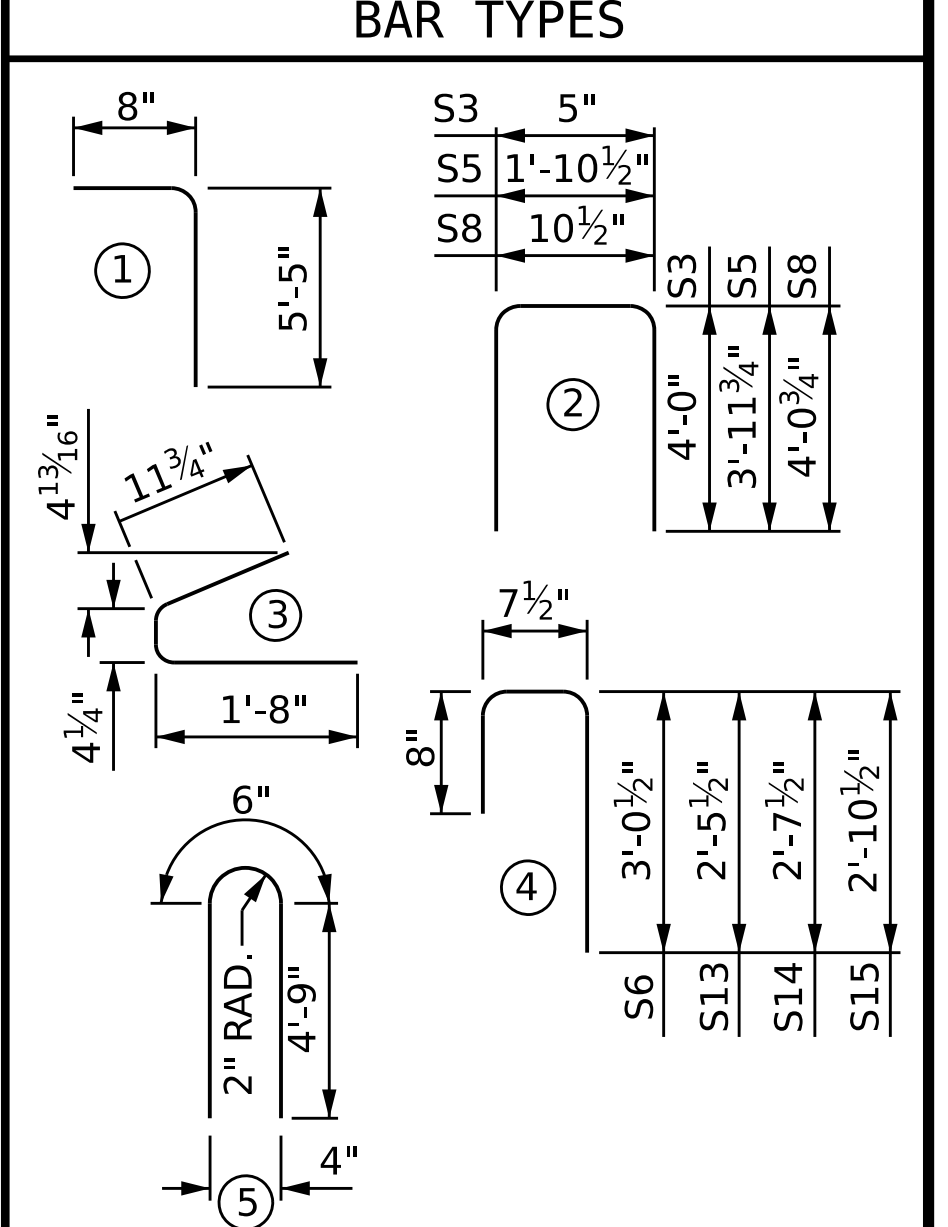 BAR TYPES
8"
5'-5"
1
S3 5"
S5 1'-10½"
S8 10½"
S3 S5 S8
4'-0" 3'-11¾" 4'-0¾"
2
4 13⁄16"
11¾"
3
4¼"
1'-8"
7½"
8"
3'-0½" 2'-5½" 2'-7½" 2'-10½"
4
S6 S13 S14 S15
6"
2" RAD.
4'-9"
4"
5